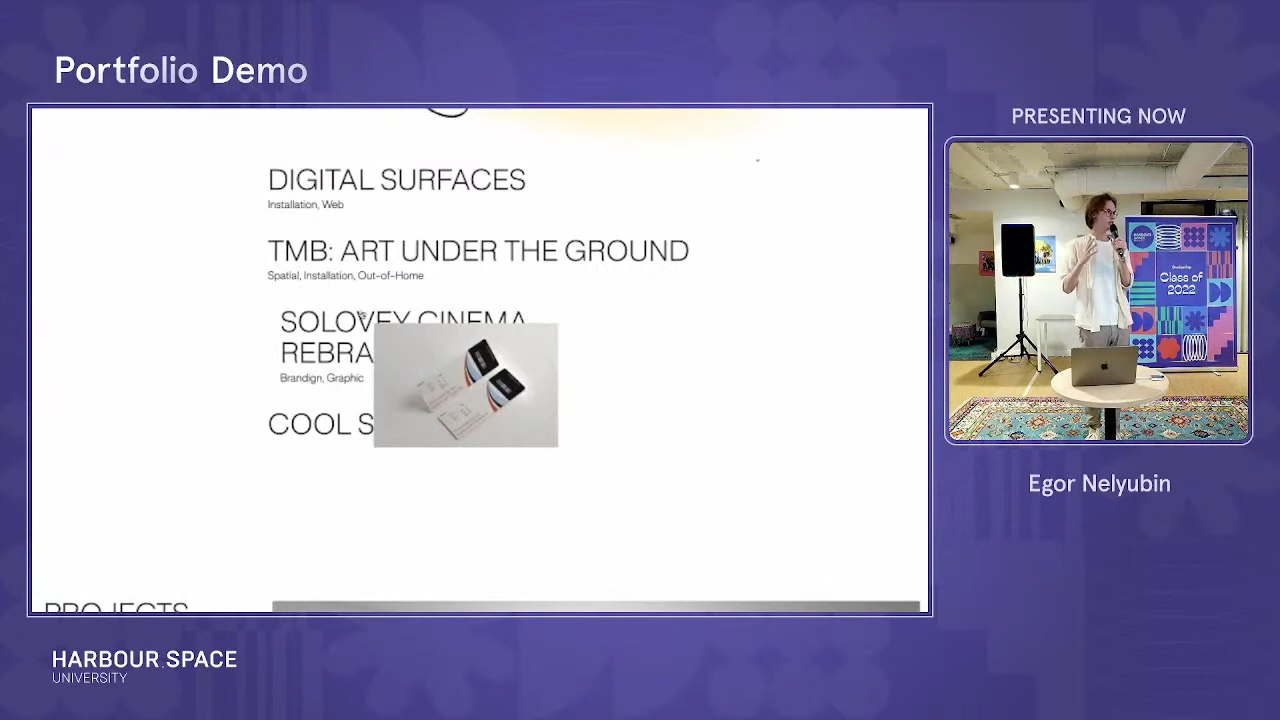 Portfolio Demo
PRESENTING NOW
DIGITAL SURFACES
Installation, Web
TMB: ART UNDER THE GROUND
Spatial, Installation, Out-of-Home
SOLOVEY CINEMA
REBRA
Brandign, Graphic
COOL S
PROJECTS
Class of
2022
Egor Nelyubin
HARBOUR.SPACE
UNIVERSITY